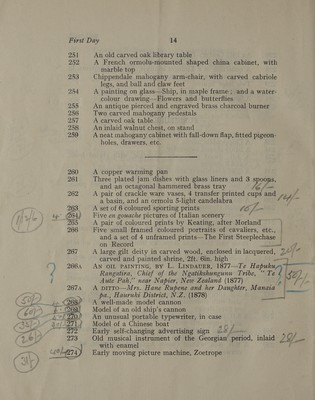 First Day 14
251 An old carved oak library table
252 A French ormolu-mounted shaped china cabinet, with
marble top
253 Chippendale mahogany arm-chair, with carved cabriole
legs, and ball and claw feet
254 A painting on glass—Ship, in maple frame ; and a water-
colour drawing—Flowers and butterflies
255 An antique pierced and engraved brass charcoal burner
256 Two carved mahogany pedestals
257 A carved oak table
258 An inlaid walnut chest, on stand
259 A neat mahogany cabinet with fall-down flap, fitted pigeon-
holes, drawers, etc.
260 A copper warming pan
261 Three plated jam dishes with glass liners and 3 spoons,
and an octagonal hammered brass tray
262 A pair of crackle ware vases, 4 transfer printed cups and
a basin, and an ormolu 5-light candelabra
263 A set of 6 coloured sporting prints
264 Five en gouache pictures of Italian scenery
265 A pair of coloured prints by Keating, after Morland
266 Five small framed coloured portraits of cavaliers, etc.,
and a set of 4 unframed prints—The First Steeplechase
on Record
267 A large gilt deity in carved wood, enclosed in lacquered,
carved and painted shrine, 2ft. 6in. high
? 266A AN OIL PAINTING, BY L. LINDAUER, 1877—Te Hapuku
Rangatira, Chief of the Ngatikahungunu Tribe, "Te
Aute Pah," near Napier, New Zealand (1877)
267A A DITTO—Mrs. Hane Rupene and her Daughter, Manaia
pa., Haurnki District, N.Z. (1878)
268 A well-made model cannon
269 Model of an old ship's cannon
270 An unusual portable typewriter, in case
271 Model of a Chinese boat
272 Early self-changing advertising sign
273 Old musical instrument of the Georgian period, inlaid
with enamel
274 Early moving picture machine, Zoetrope